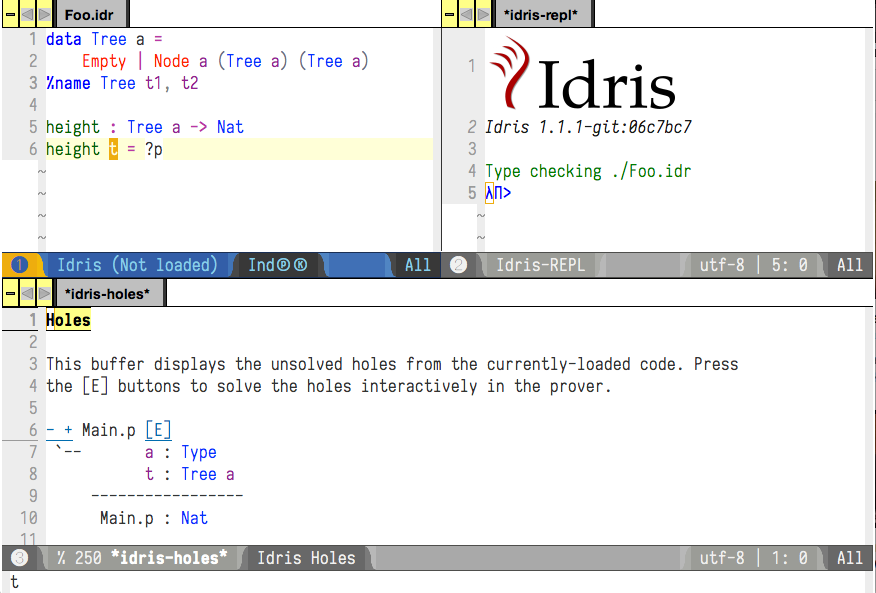 Foo.idr
1 data Tree a =
2     Empty | Node a (Tree a) (Tree a)
3 %name Tree t1, t2
4
5 height : Tree a -> Nat
6 height t = ?p
~
~
~
~
1 Idris (Not loaded) IndⓅⓀ All
*idris-repl*
1 Idris
2 Idris 1.1.1-git:06c7bc7
3
4 Type checking ./Foo.idr
5 λΠ>
~
~
2 Idris-REPL utf-8 | 5: 0 All
*idris-holes*
1 Holes
2
3 This buffer displays the unsolved holes from the currently-loaded code. Press
4 the [E] buttons to solve the holes interactively in the prover.
5
6 - + Main.p [E]
7  `--       a : Type
8            t : Tree a
9      -----------------
10      Main.p : Nat
11
3 % 250 *idris-holes* Idris Holes utf-8 | 1: 0 All
t